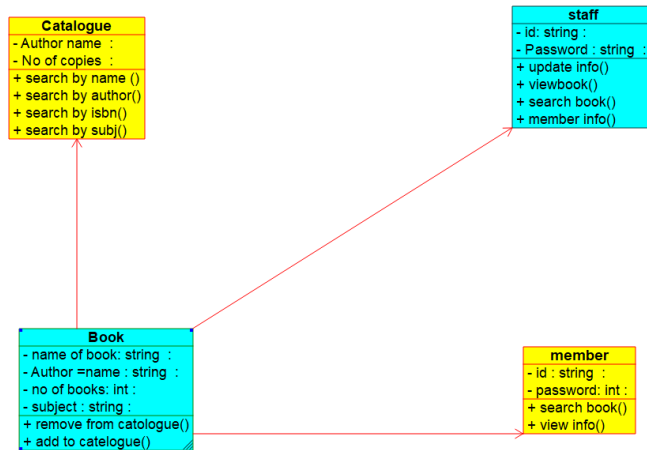 Catalogue
- Author name :
- No of copies :
+ search by name ()
+ search by author()
+ search by isbn()
+ search by subj()
staff
- id: string :
- Password : string :
+ update info()
+ viewbook()
+ search book()
+ member info()
Book
- name of book: string :
- Author =name : string :
- no of books: int :
- subject : string :
+ remove from catologue()
+ add to catelogue()
member
- id : string :
- password: int :
+ search book()
+ view info()